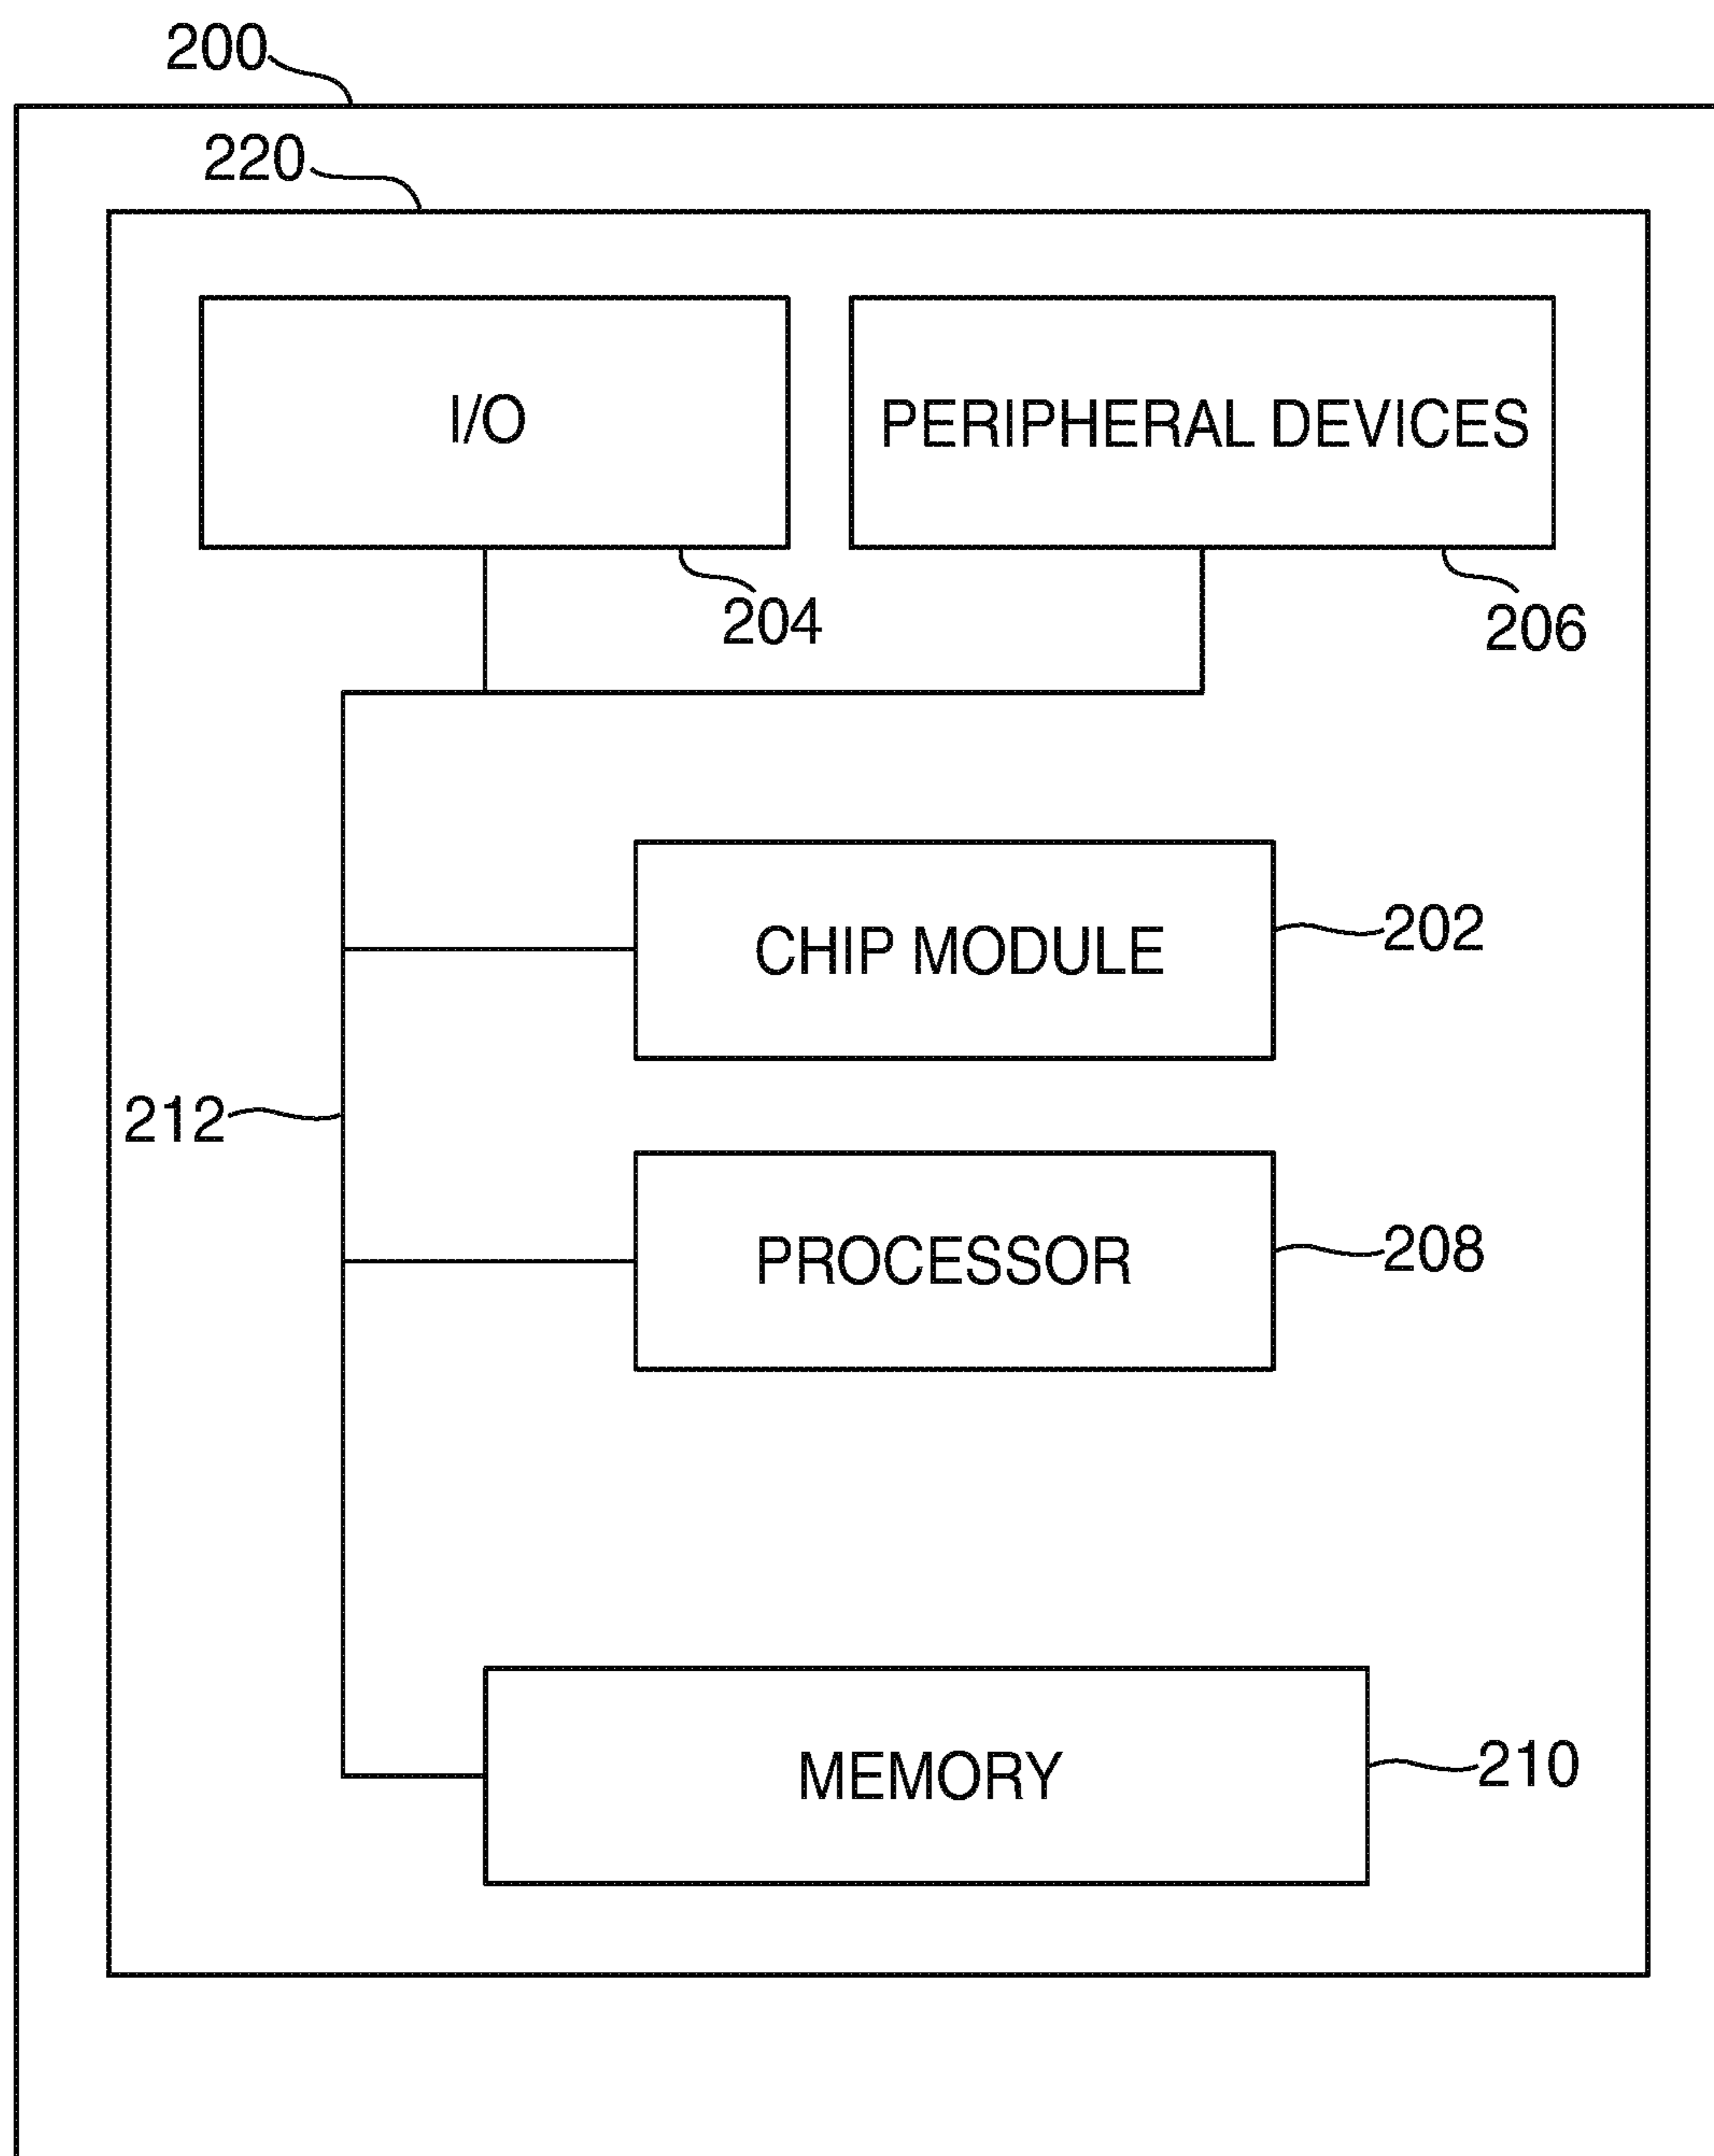 200
220
I/O
PERIPHERAL DEVICES
204
206
CHIP MODULE
202
212
PROCESSOR
208
MEMORY
210